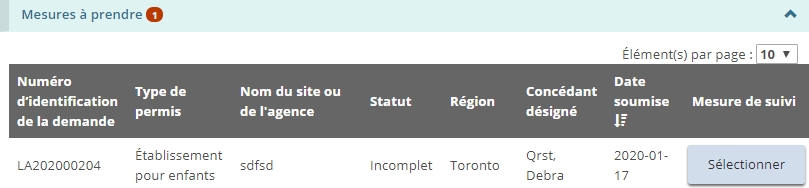 Mesures à prendre 1
Élément(s) par page : 10
Numéro d'identification de la demande
Type de permis
Nom du site ou de l'agence
Statut
Région
Concédant désigné
Date soumise
Mesure de suivi
LA202000204
Établissement pour enfants
sdfsd
Incomplet
Toronto
Qrst, Debra
2020-01-17
Sélectionner